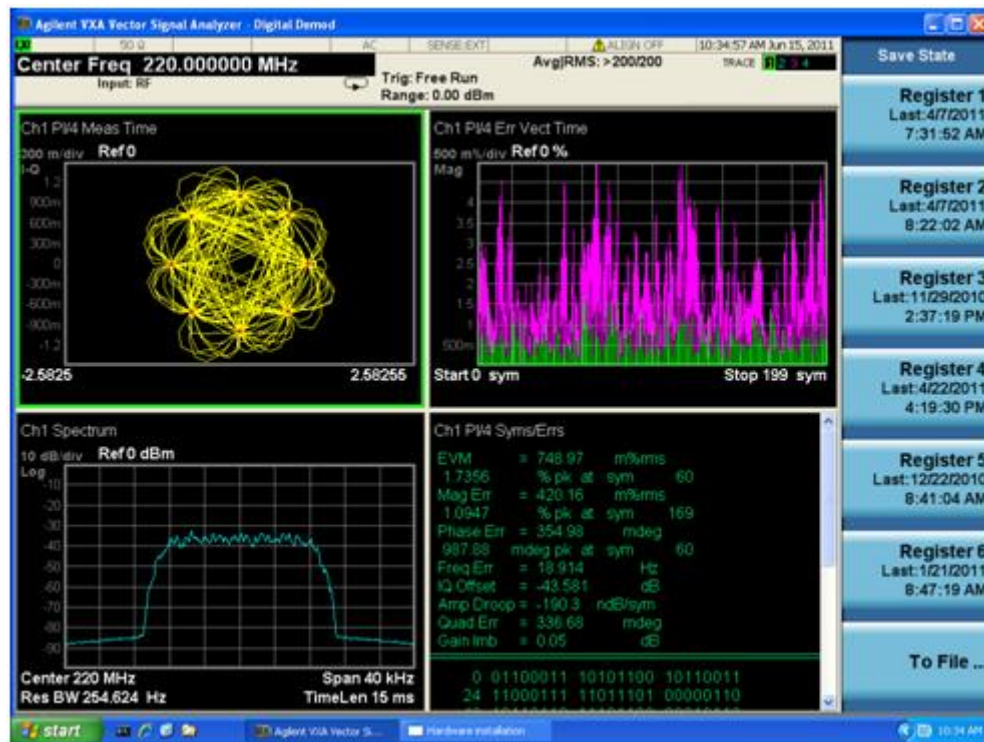 Agilent VXA Vector Signal Analyzer - Digital Demod
50 Ω AC SENSE:EXT ALIGN OFF 10:34:57 AM Jun 15, 2011
Center Freq 220.000000 MHz
Input: RF
Trig: Free Run
Range: 0.00 dBm
Avg|RMS: >200/200
TRACE 1 2 3 4
Save State
Register 1
Last:4/7/2011
7:31:52 AM
Register 2
Last:4/7/2011
8:22:02 AM
Register 3
Last:11/29/2010
2:37:19 PM
Register 4
Last:4/22/2011
4:19:30 PM
Register 5
Last:12/22/2010
8:41:04 AM
Register 6
Last:1/21/2011
8:47:19 AM
To File ...
Ch1 PI/4 Meas Time
300 m/div Ref 0
I-Q
1.2
900m
600m
300m
0
-300m
-600m
-900m
-1.2
-2.5825 2.58255
Ch1 PI/4 Err Vect Time
500 m%/div Ref 0 %
Mag
4
3.5
3
2.5
2
1.5
1
500m
Start 0 sym Stop 199 sym
Ch1 Spectrum
10 dB/div Ref 0 dBm
Log
-10
-20
-30
-40
-50
-60
-70
-80
-90
Center 220 MHz Span 40 kHz
Res BW 254.624 Hz TimeLen 15 ms
Ch1 PI/4 Syms/Errs
EVM = 748.97 m%rms
1.7356 % pk at sym 60
Mag Err = 420.16 m%rms
1.0947 % pk at sym 169
Phase Err = 354.98 mdeg
987.88 mdeg pk at sym 60
Freq Err = 18.914 Hz
IQ Offset = -43.581 dB
Amp Droop = -190.3 ndB/sym
Quad Err = 336.68 mdeg
Gain Imb = 0.05 dB
0 01100011 10101100 10110011
24 11000111 11011101 00000110
start
Agilent VXA Vector S...
Hardware installation
10:34 AM